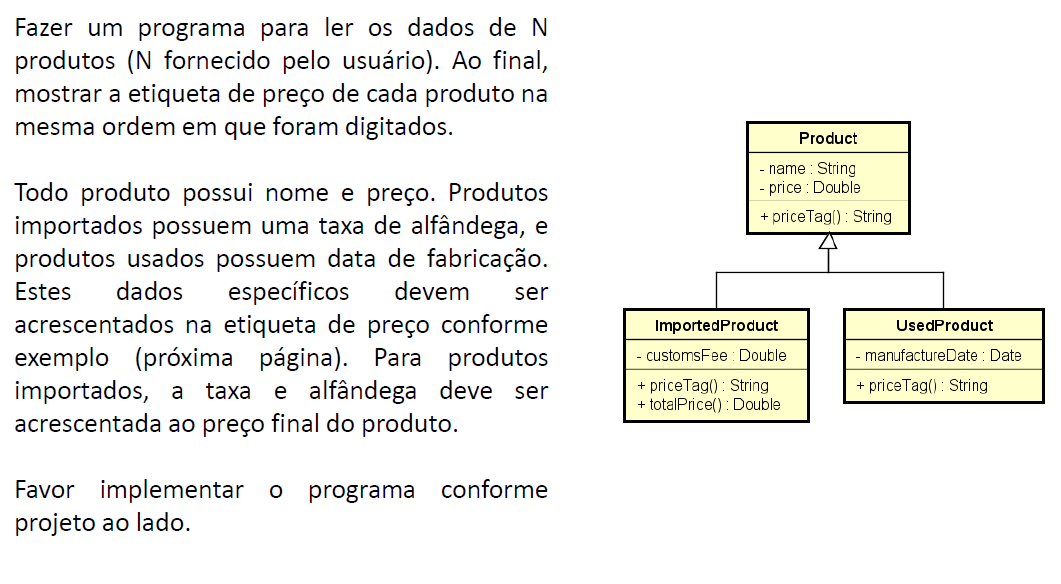 Fazer um programa para ler os dados de N
produtos (N fornecido pelo usuário). Ao final,
mostrar a etiqueta de preço de cada produto na
mesma ordem em que foram digitados.
Todo produto possui nome e preço. Produtos
importados possuem uma taxa de alfândega, e
produtos usados possuem data de fabricação.
Estes dados específicos devem ser
acrescentados na etiqueta de preço conforme
exemplo (próxima página). Para produtos
importados, a taxa e alfândega deve ser
acrescentada ao preço final do produto.
Favor implementar o programa conforme
projeto ao lado.
Product
- name : String
- price : Double
+ priceTag() : String
ImportedProduct
- customsFee : Double
+ priceTag() : String
+ totalPrice() : Double
UsedProduct
- manufactureDate : Date
+ priceTag() : String